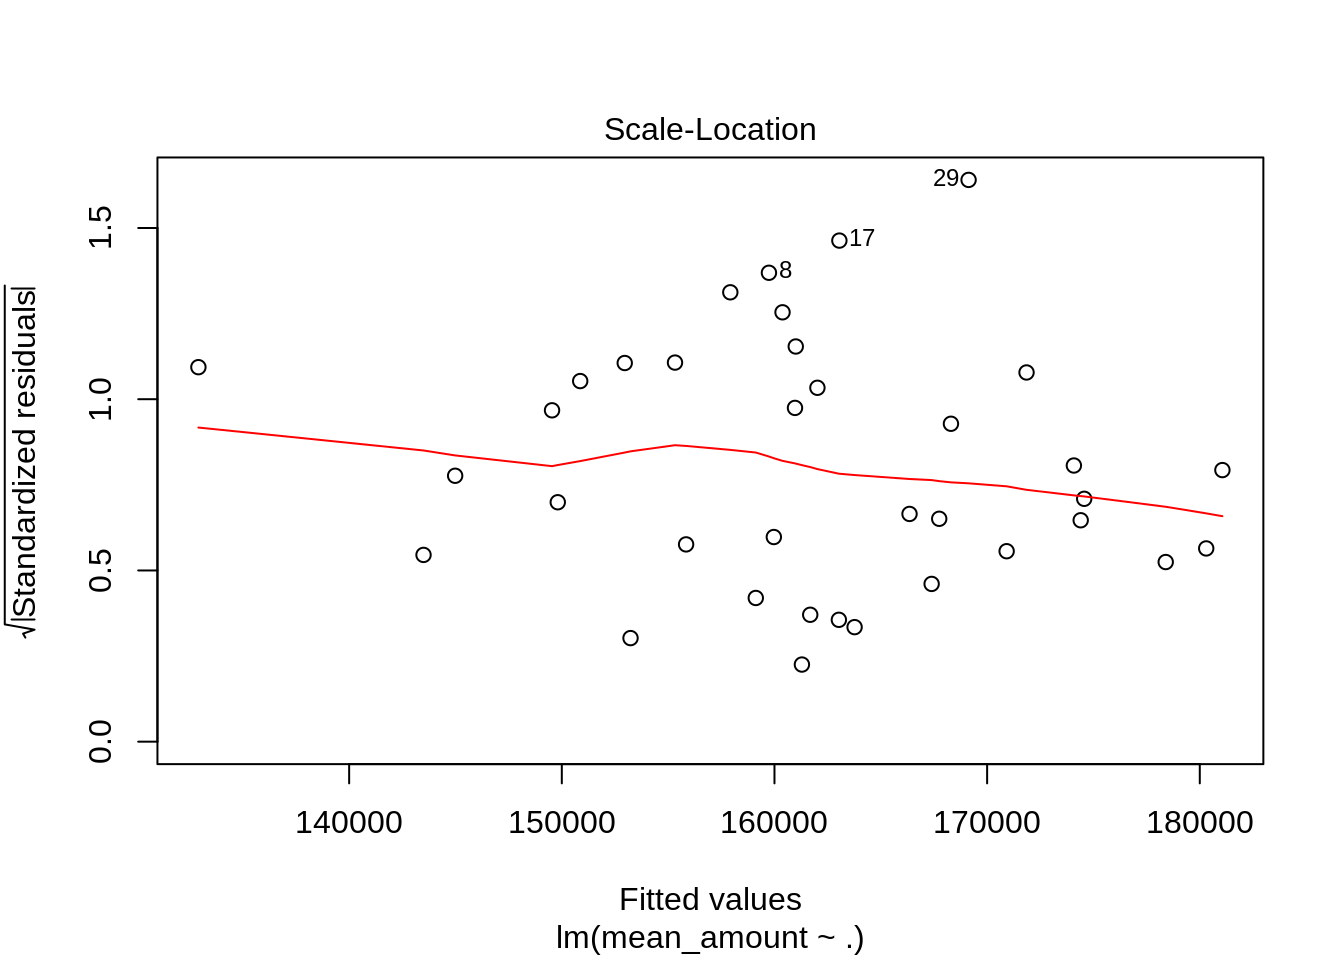 Scale-Location
√|Standardized residuals|
1.5
1.0
0.5
0.0
29
17
8
140000 150000 160000 170000 180000
Fitted values
lm(mean_amount ~ .)